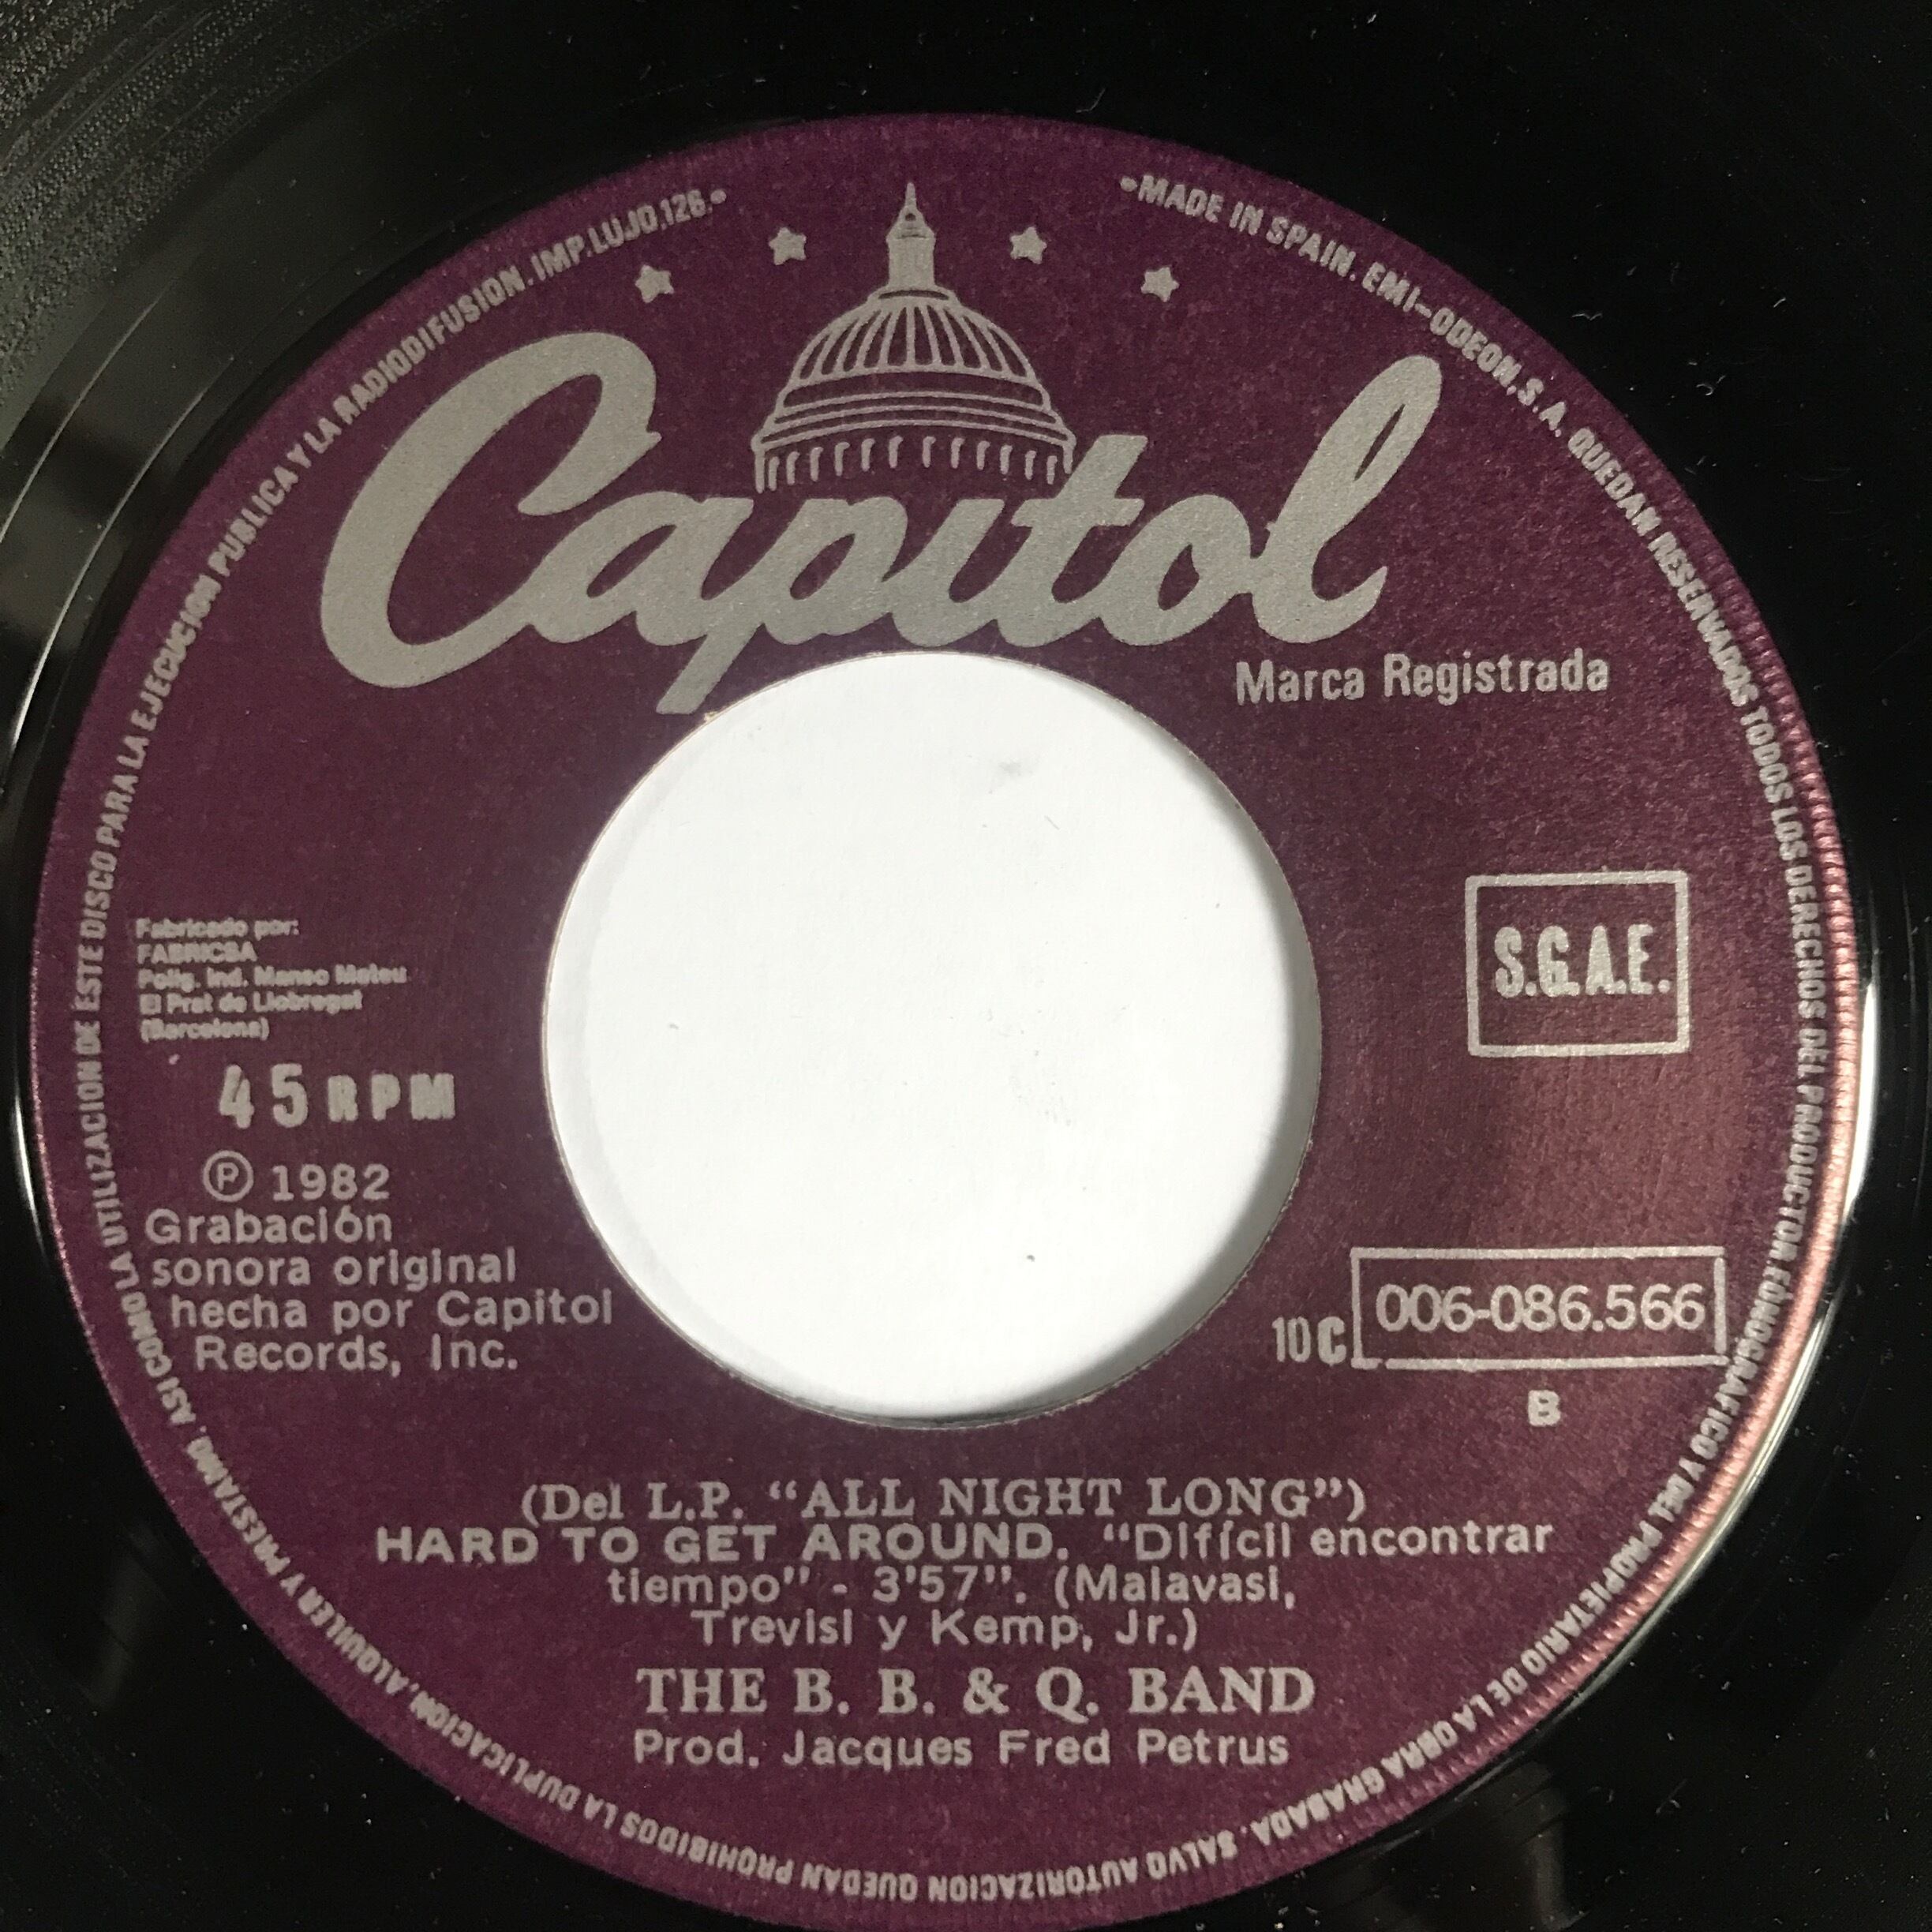 •MADE IN SPAIN. EMI-ODEON.S.A. QUEDAN RESERVADOS TODOS LOS DERECHOS DEL PRODUCTOR FONOGRAFICO Y DEL PROPIETARIO DE LA OBRA GRABADA. SALVO AUTORIZACION QUEDAN PROHIBIDOS LA DUPLICACION, ALQUILER Y PRESTAMO, ASI COMO LA UTILIZACION DE ESTE DISCO PARA LA EJECUCION PUBLICA Y LA RADIODIFUSION. IMP.LUJO,126.•
Capitol
Marca Registrada
Fabricado por:
FABRICSA
Polig. Ind. Manso Mateu
El Prat de Llobregat
(Barcelona)
S.G.A.E.
45 RPM
Ⓟ 1982
Grabación
sonora original
hecha por Capitol
Records, Inc.
10C 006-086.566
B
(Del L.P. “ALL NIGHT LONG”)
HARD TO GET AROUND. “Difícil encontrar
tiempo” - 3’57”. (Malavasi,
Trevisi y Kemp, Jr.)
THE B. B. & Q. BAND
Prod. Jacques Fred Petrus